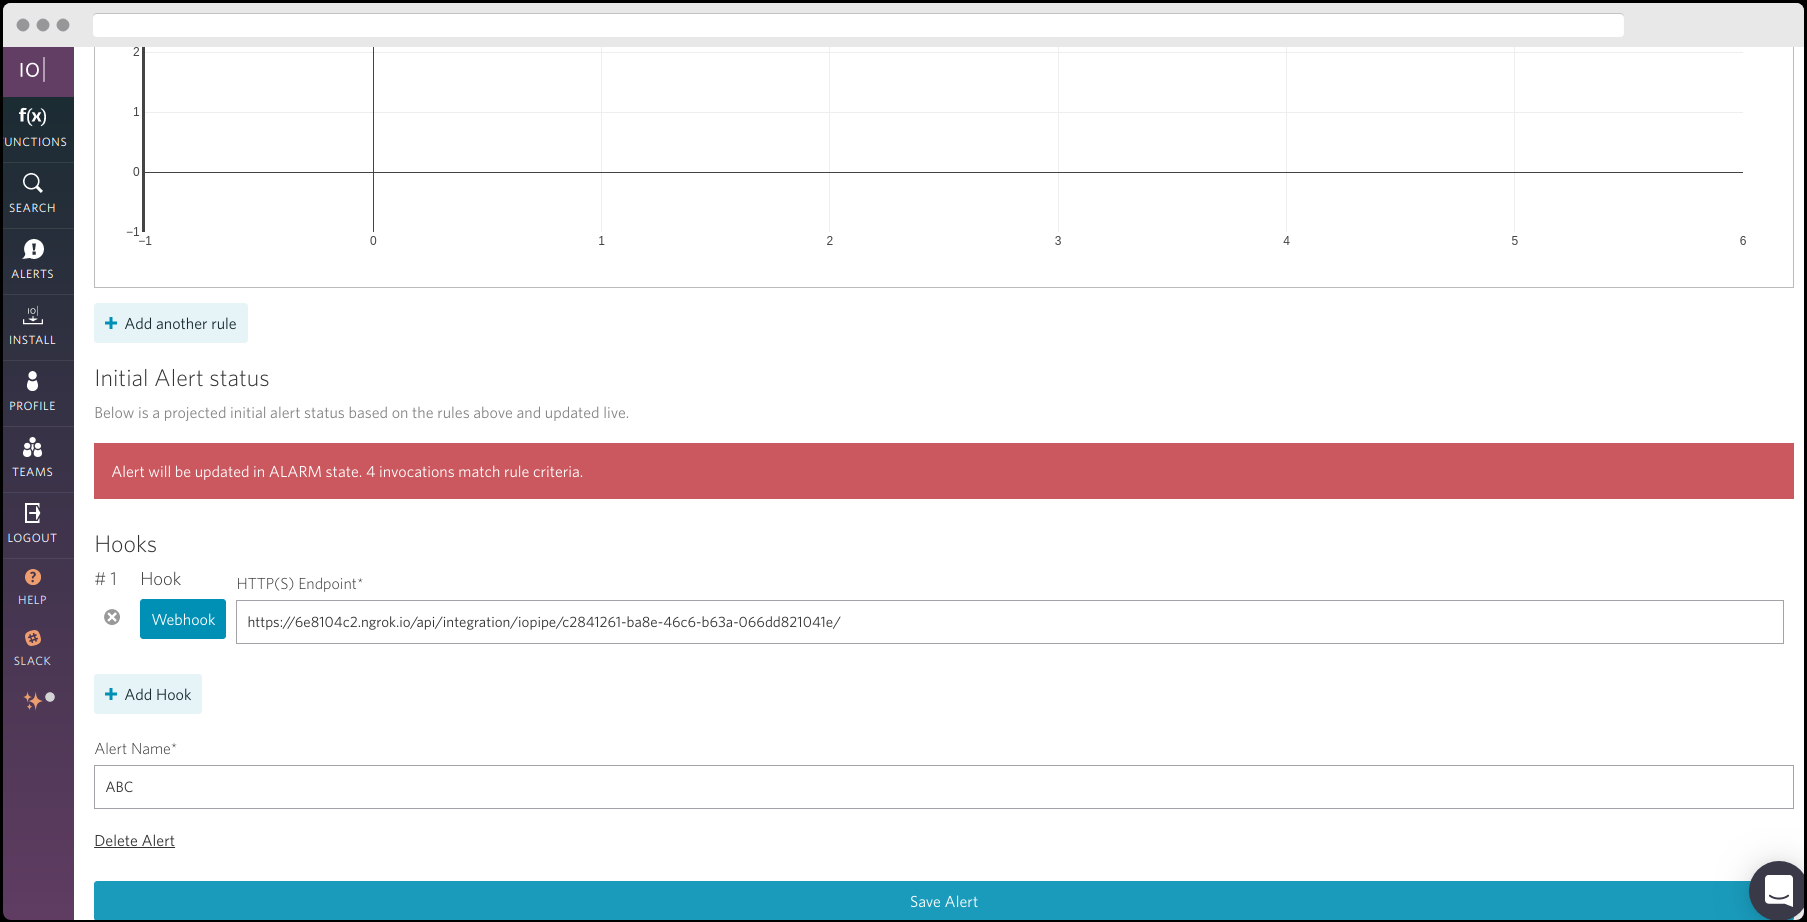 IO|
f(x)
UNCTIONS
SEARCH
ALERTS
IO|
INSTALL
PROFILE
TEAMS
LOGOUT
?
HELP
SLACK
2
1
0
−1
−1 0 1 2 3 4 5 6
+ Add another rule
Initial Alert status
Below is a projected initial alert status based on the rules above and updated live.
Alert will be updated in ALARM state. 4 invocations match rule criteria.
Hooks
# 1 Hook HTTP(S) Endpoint*
Webhook https://6e8104c2.ngrok.io/api/integration/iopipe/c2841261-ba8e-46c6-b63a-066dd821041e/
+ Add Hook
Alert Name*
ABC
Delete Alert
Save Alert